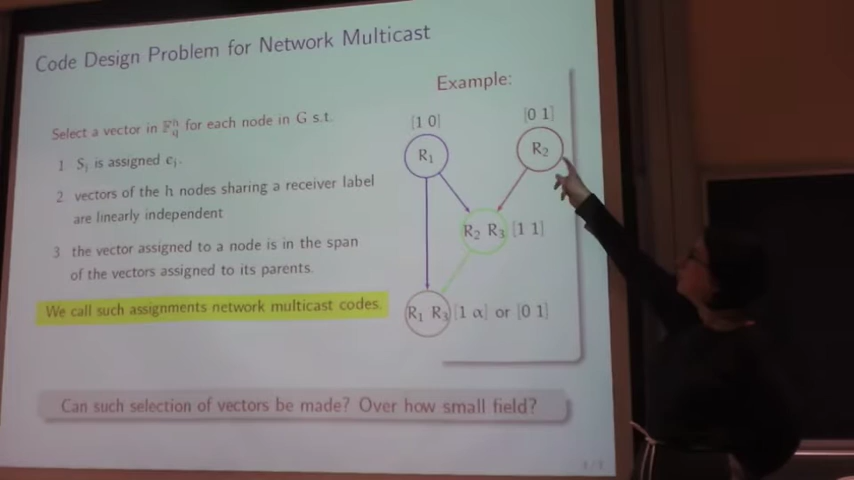 Code Design Problem for Network Multicast
Example:
Select a vector in 𝔽_q^h for each node in G s.t.
1 S_i is assigned e_i.
2 vectors of the h nodes sharing a receiver label
are linearly independent
3 the vector assigned to a node is in the span
of the vectors assigned to its parents.
We call such assignments network multicast codes.
[1 0]
[0 1]
R₁
R₂
R₂ R₃ [1 1]
R₁ R₃ [1 α] or [0 1]
Can such selection of vectors be made? Over how small field?